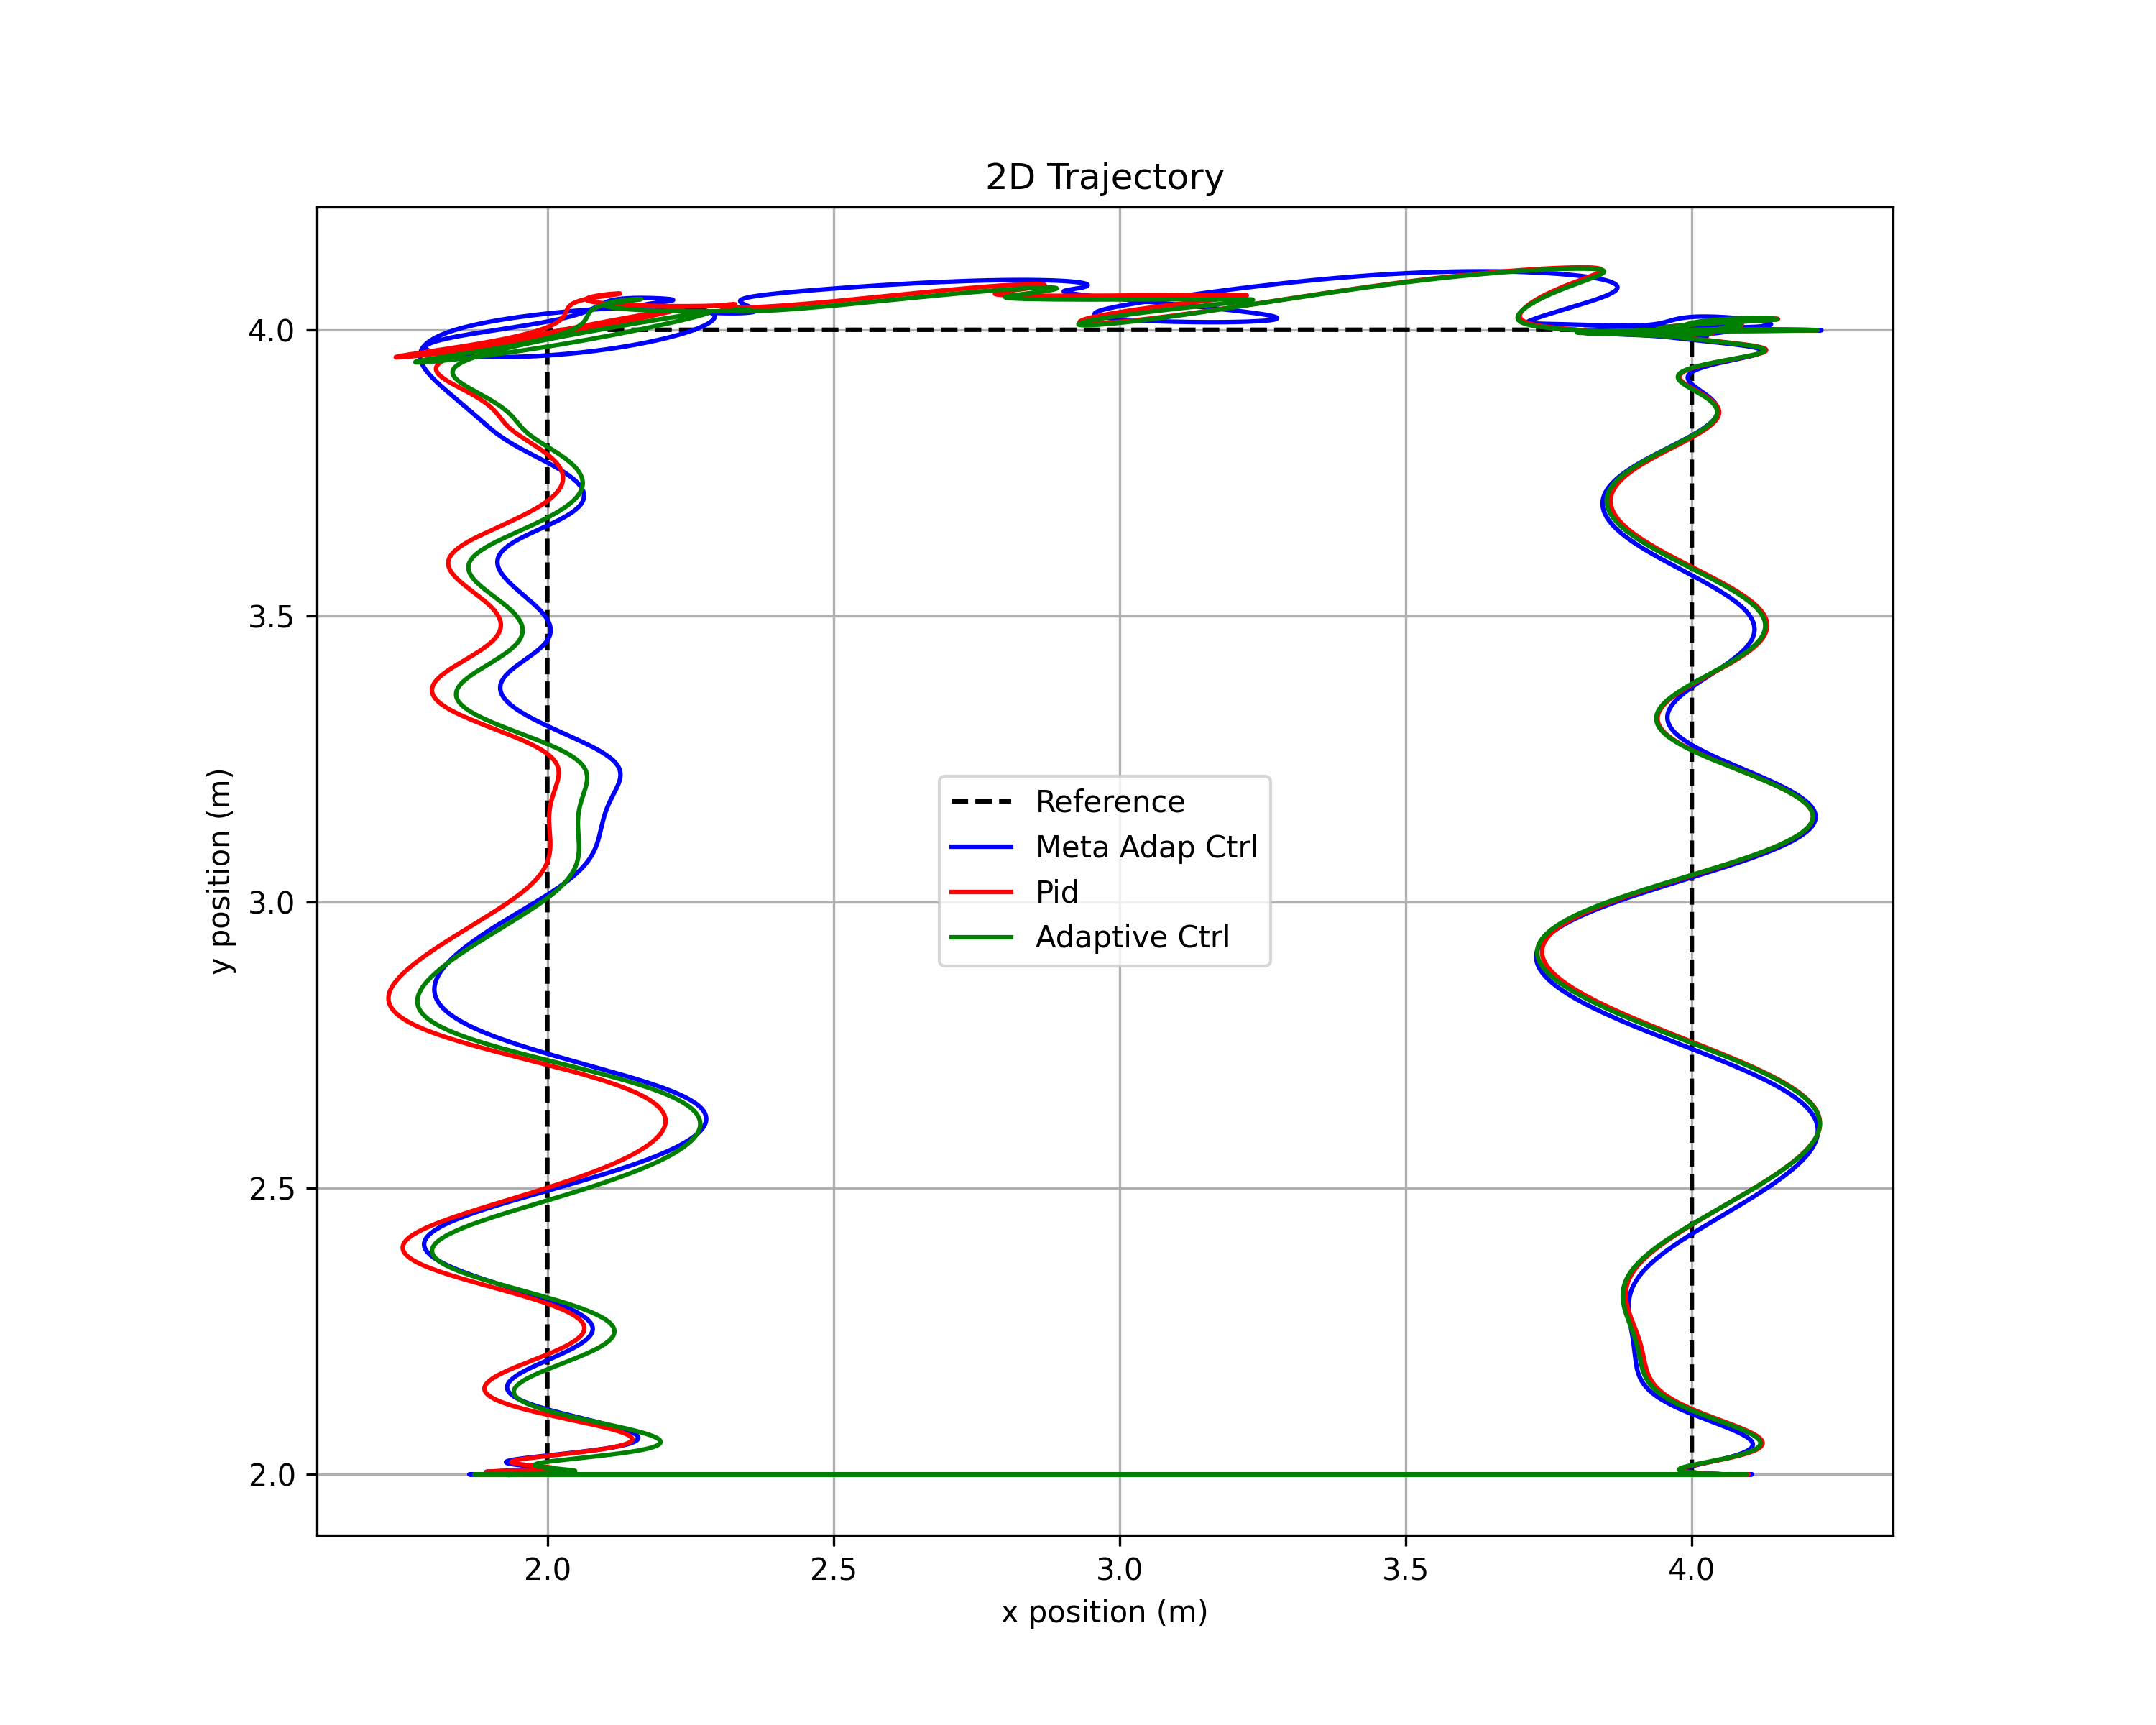 2D Trajectory
4.0
3.5
3.0
2.5
2.0
y position (m)
Reference
Meta Adap Ctrl
Pid
Adaptive Ctrl
2.0
2.5
3.0
3.5
4.0
x position (m)